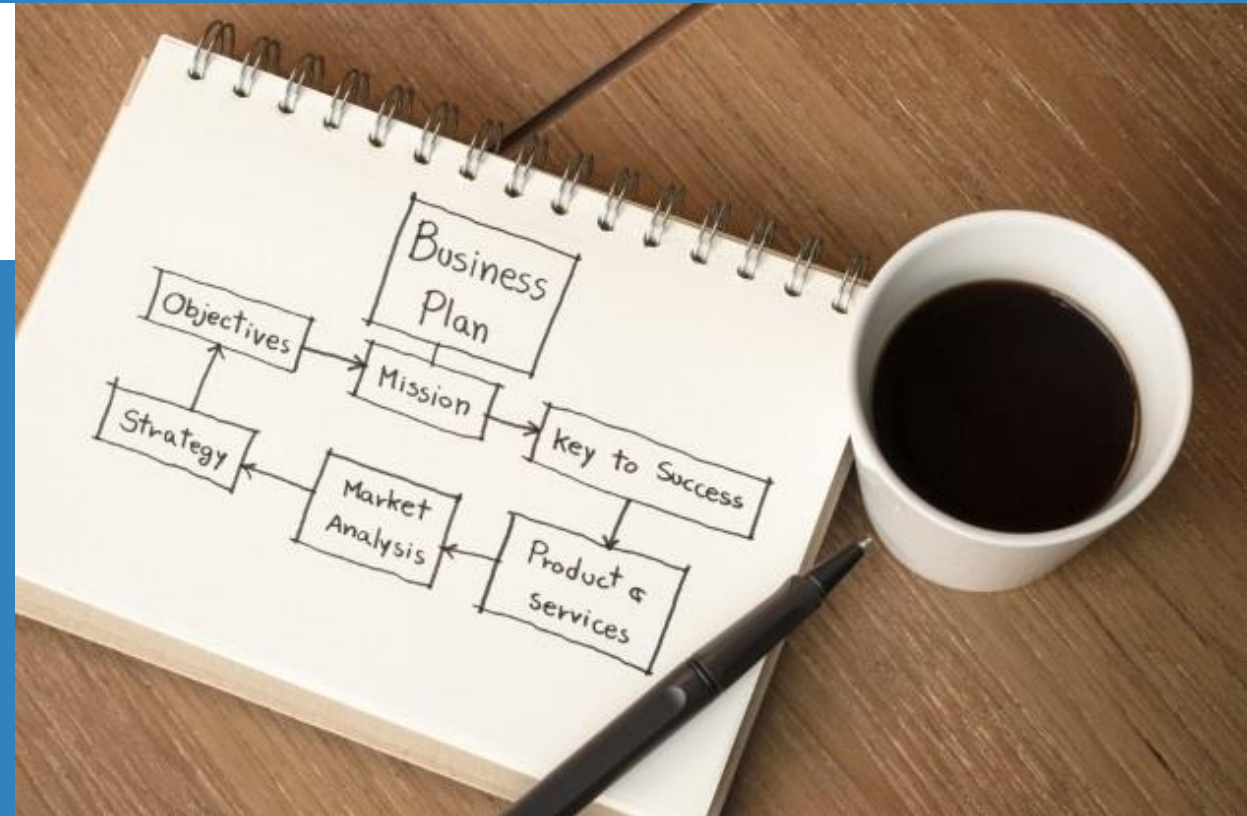 Business
Plan
Objectives
Mission
Key to Success
Strategy
Market
Analysis
Product &
services